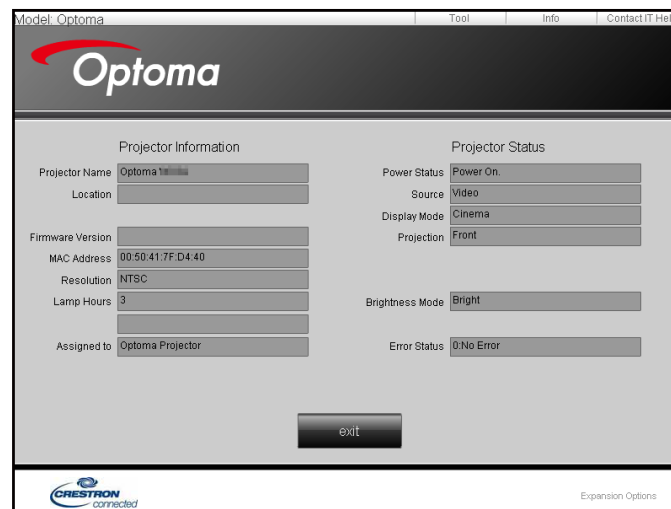 Model: Optoma
Tool
Info
Contact IT Hel
Optoma
Projector Information
Projector Name
Optoma
Location
Firmware Version
MAC Address
00:50:41:7F:D4:40
Resolution
NTSC
Lamp Hours
3
Assigned to
Optoma Projector
Projector Status
Power Status
Power On.
Source
Video
Display Mode
Cinema
Projection
Front
Brightness Mode
Bright
Error Status
0:No Error
exit
CRESTRON
connected
Expansion Options